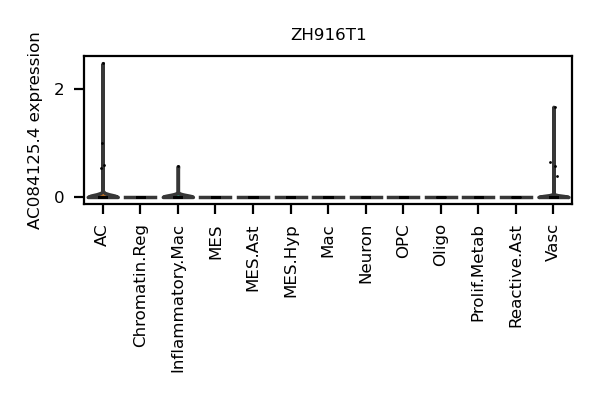 ZH916T1
AC084125.4 expression
2
0
AC
Chromatin.Reg
Inflammatory.Mac
MES
MES.Ast
MES.Hyp
Mac
Neuron
OPC
Oligo
Prolif.Metab
Reactive.Ast
Vasc